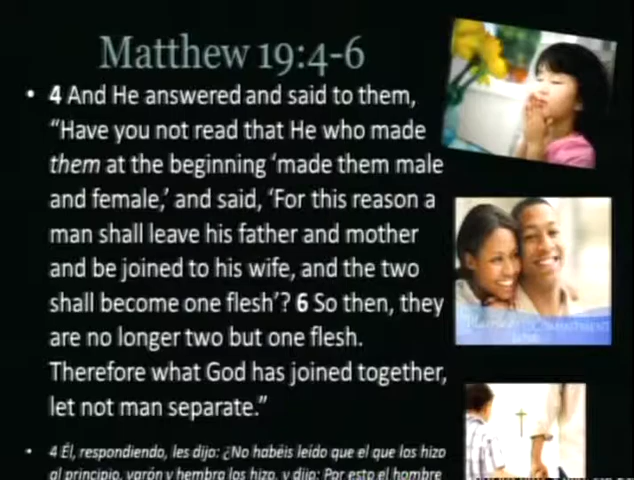 Matthew 19:4-6
• 4 And He answered and said to them,
“Have you not read that He who made
them at the beginning ‘made them male
and female,’ and said, ‘For this reason a
man shall leave his father and mother
and be joined to his wife, and the two
shall become one flesh’? 6 So then, they
are no longer two but one flesh.
Therefore what God has joined together,
let not man separate.”
• 4 Él, respondiendo, les dijo: ¿No habéis leído que el que los hizo
al principio, varón y hembra los hizo, y dijo: Por esto el hombre